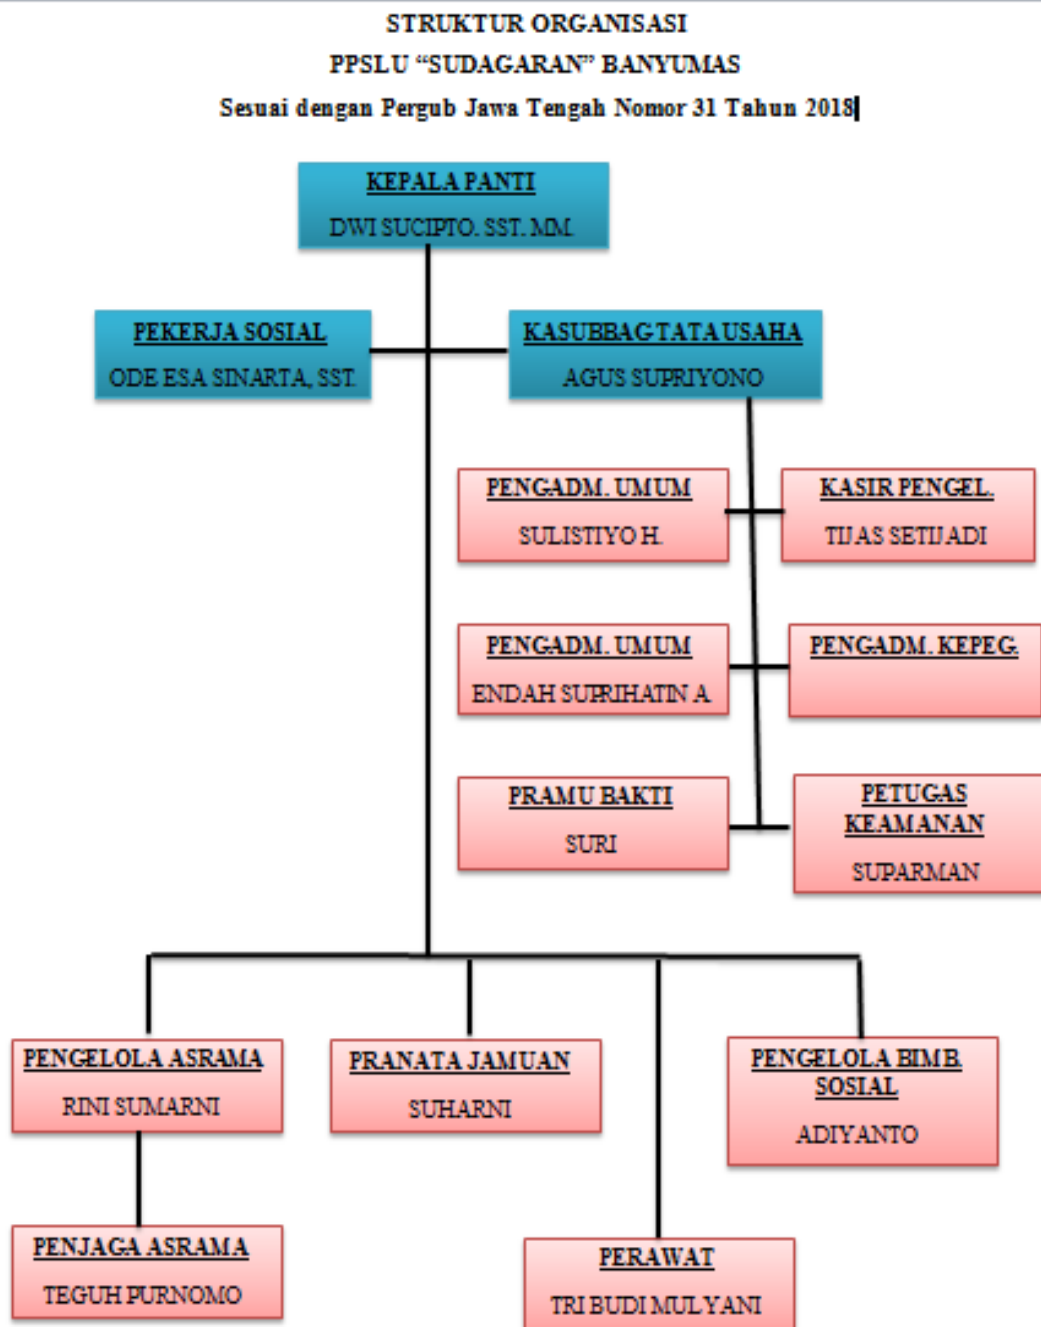 STRUKTUR ORGANISASI
PPSLU “SUDAGARAN” BANYUMAS
Sesuai dengan Pergub Jawa Tengah Nomor 31 Tahun 2018
KEPALA PANTI
DWI SUCIPTO. SST. MM.
PEKERJA SOSIAL
ODE ESA SINARTA, SST.
KASUBBAG TATA USAHA
AGUS SUPRIYONO
PENGADM. UMUM
SULISTIYO H.
KASIR PENGEL.
TIJAS SETIJADI
PENGADM. UMUM
ENDAH SUPRIHATIN A
PENGADM. KEPEG.
PRAMU BAKTI
SURI
PETUGAS
KEAMANAN
SUPARMAN
PENGELOLA ASRAMA
RINI SUMARNI
PRANATA JAMUAN
SUHARNI
PENGELOLA BIMB.
SOSIAL
ADIYANTO
PENJAGA ASRAMA
TEGUH PURNOMO
PERAWAT
TRI BUDI MULYANI